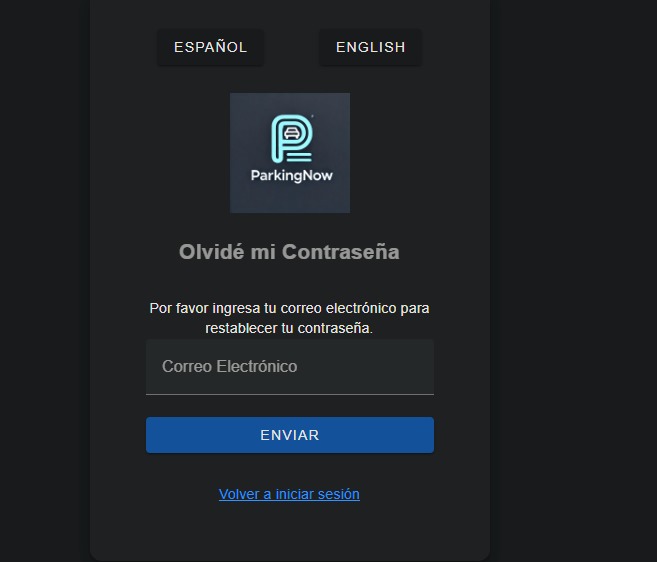 ESPAÑOL
ENGLISH
ParkingNow
Olvidé mi Contraseña
Por favor ingresa tu correo electrónico para
restablecer tu contraseña.
Correo Electrónico
ENVIAR
Volver a iniciar sesión